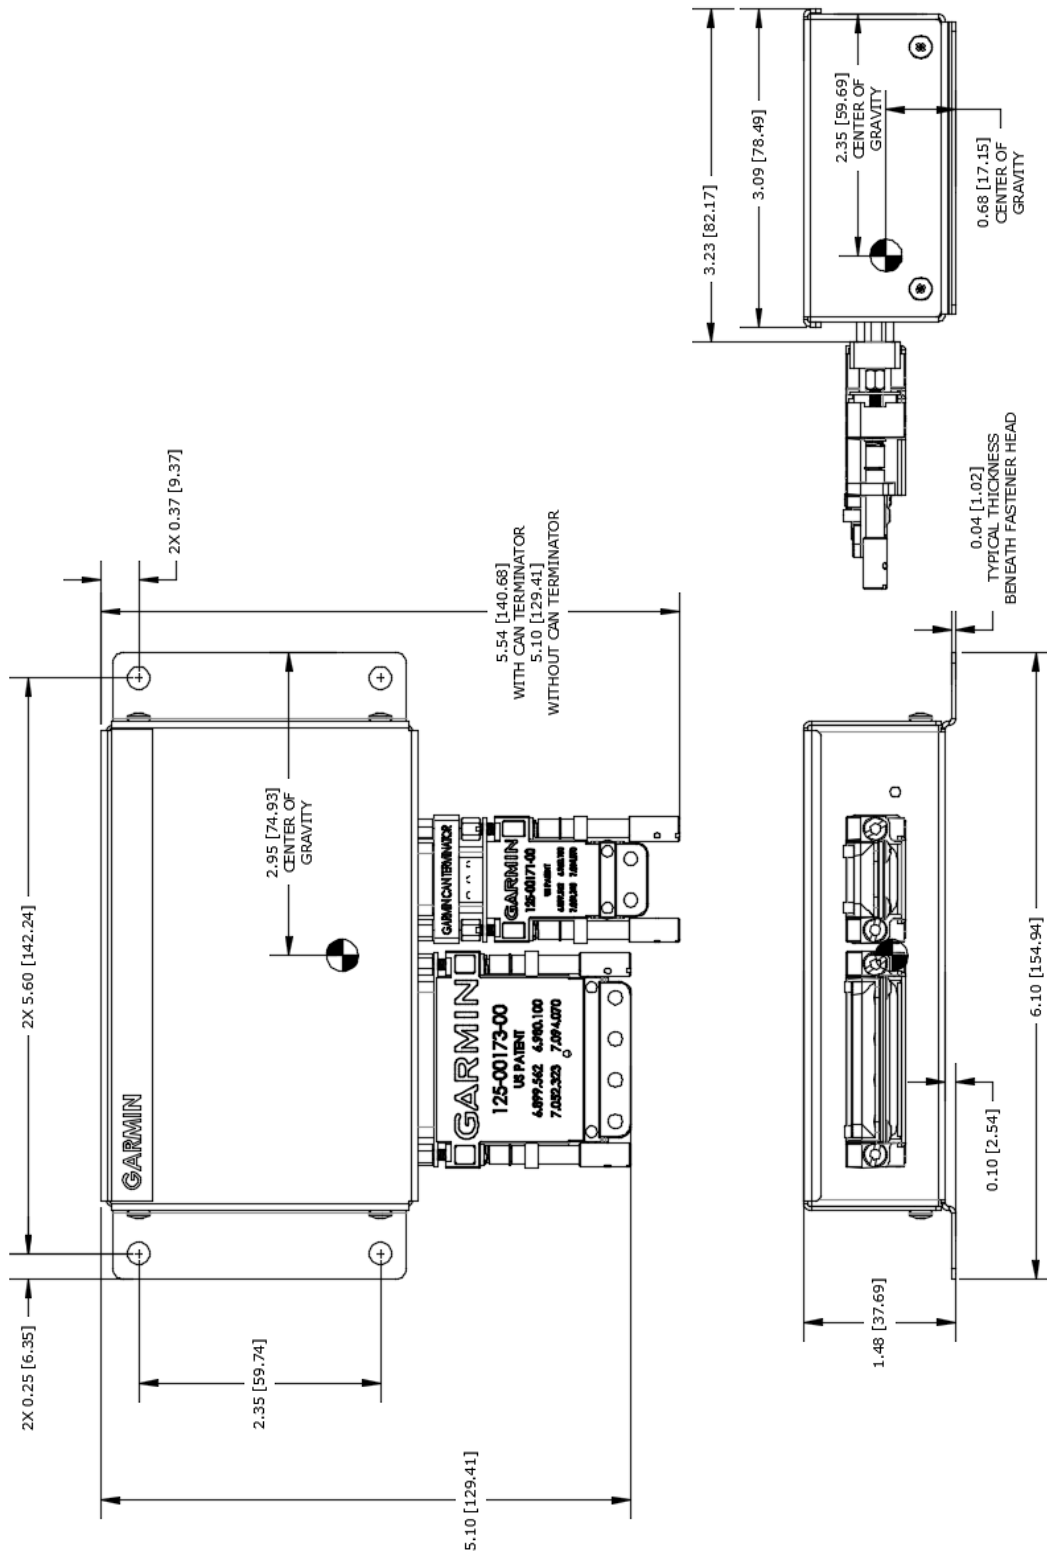 2X 0.25 [6.35]
2X 5.60 [142.24]
2X 0.37 [9.37]
GARMIN
2.95 [74.93]
CENTER OF
GRAVITY
2.35 [59.74]
5.10 [129.41]
5.54 [140.68]
WITH CAN TERMINATOR
5.10 [129.41]
WITHOUT CAN TERMINATOR
GARMIN
125-00173-00
US PATENT
6.899.562 6.980.100
7.052.323 7.094.070
GARMIN CAN TERMINATOR
GARMIN
125-00171-00
US PATENT
3.23 [82.17]
3.09 [78.49]
2.35 [59.69]
CENTER OF
GRAVITY
0.68 [17.15]
CENTER OF
GRAVITY
1.48 [37.69]
0.10 [2.54]
6.10 [154.94]
0.04 [1.02]
TYPICAL THICKNESS
BENEATH FASTENER HEAD